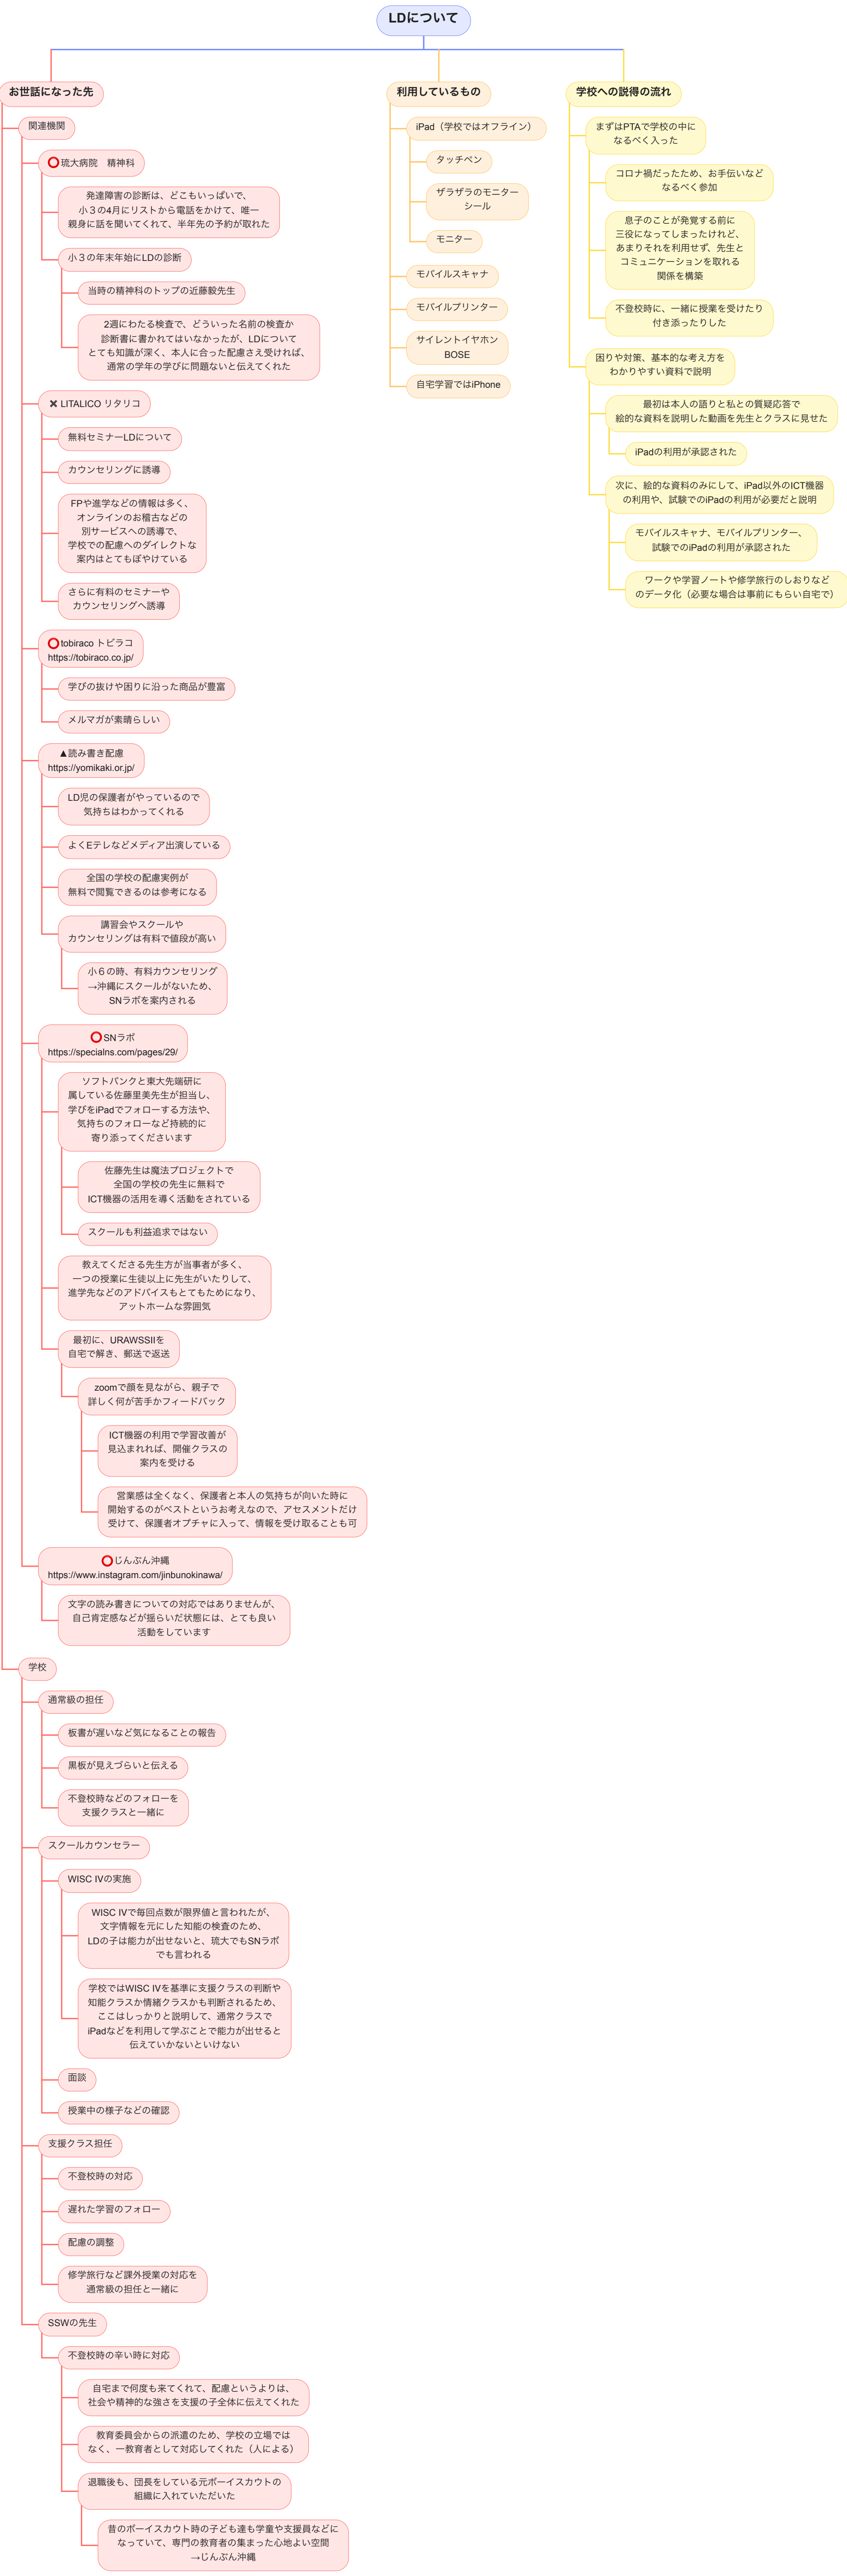 LDについて
お世話になった先
関連機関
⭕琉大病院　精神科
発達障害の診断は、どこもいっぱいで、
小３の4月にリストから電話をかけて、唯一
親身に話を聞いてくれて、半年先の予約が取れた
小３の年末年始にLDの診断
当時の精神科のトップの近藤毅先生
2週にわたる検査で、どういった名前の検査か
診断書に書かれてはいなかったが、LDについて
とても知識が深く、本人に合った配慮さえ受ければ、
通常の学年の学びに問題ないと伝えてくれた
✖ LITALICO リタリコ
無料セミナーLDについて
カウンセリングに誘導
FPや進学などの情報は多く、
オンラインのお稽古などの
別サービスへの誘導で、
学校での配慮へのダイレクトな
案内はとてもぼやけている
さらに有料のセミナーや
カウンセリングへ誘導
⭕tobiraco トビラコ
https://tobiraco.co.jp/
学びの抜けや困りに沿った商品が豊富
メルマガが素晴らしい
▲読み書き配慮
https://yomikaki.or.jp/
LD児の保護者がやっているので
気持ちはわかってくれる
よくEテレなどメディア出演している
全国の学校の配慮実例が
無料で閲覧できるのは参考になる
講習会やスクールや
カウンセリングは有料で値段が高い
小６の時、有料カウンセリング
→沖縄にスクールがないため、
SNラボを案内される
⭕SNラボ
https://specialns.com/pages/29/
ソフトバンクと東大先端研に
属している佐藤里美先生が担当し、
学びをiPadでフォローする方法や、
気持ちのフォローなど持続的に
寄り添ってくださいます
佐藤先生は魔法プロジェクトで
全国の学校の先生に無料で
ICT機器の活用を導く活動をされている
スクールも利益追求ではない
教えてくださる先生方が当事者が多く、
一つの授業に生徒以上に先生がいたりして、
進学先などのアドバイスもとてもためになり、
アットホームな雰囲気
最初に、URAWSSIIを
自宅で解き、郵送で返送
zoomで顔を見ながら、親子で
詳しく何が苦手かフィードバック
ICT機器の利用で学習改善が
見込まれれば、開催クラスの
案内を受ける
営業感は全くなく、保護者と本人の気持ちが向いた時に
開始するのがベストというお考えなので、アセスメントだけ
受けて、保護者オプチャに入って、情報を受け取ることも可
⭕じんぶん沖縄
https://www.instagram.com/jinbunokinawa/
文字の読み書きについての対応ではありませんが、
自己肯定感などが揺らいだ状態には、とても良い
活動をしています
学校
通常級の担任
板書が遅いなど気になることの報告
黒板が見えづらいと伝える
不登校時などのフォローを
支援クラスと一緒に
スクールカウンセラー
WISC IVの実施
WISC IVで毎回点数が限界値と言われたが、
文字情報を元にした知能の検査のため、
LDの子は能力が出せないと、琉大でもSNラボ
でも言われる
学校ではWISC IVを基準に支援クラスの判断や
知能クラスか情緒クラスかも判断されるため、
ここはしっかりと説明して、通常クラスで
iPadなどを利用して学ぶことで能力が出せると
伝えていかないといけない
面談
授業中の様子などの確認
支援クラス担任
不登校時の対応
遅れた学習のフォロー
配慮の調整
修学旅行など課外授業の対応を
通常級の担任と一緒に
SSWの先生
不登校時の辛い時に対応
自宅まで何度も来てくれて、配慮というよりは、
社会や精神的な強さを支援の子全体に伝えてくれた
教育委員会からの派遣のため、学校の立場では
なく、一教育者として対応してくれた（人による）
退職後も、団長をしている元ボーイスカウトの
組織に入れていただいた
昔のボーイスカウト時の子ども達も学童や支援員などに
なっていて、専門の教育者の集まった心地よい空間
→じんぶん沖縄
利用しているもの
iPad（学校ではオフライン）
タッチペン
ザラザラのモニター
シール
モニター
モバイルスキャナ
モバイルプリンター
サイレントイヤホン
BOSE
自宅学習ではiPhone
学校への説得の流れ
まずはPTAで学校の中に
なるべく入った
コロナ禍だったため、お手伝いなど
なるべく参加
息子のことが発覚する前に
三役になってしまったけれど、
あまりそれを利用せず、先生と
コミュニケーションを取れる
関係を構築
不登校時に、一緒に授業を受けたり
付き添ったりした
困りや対策、基本的な考え方を
わかりやすい資料で説明
最初は本人の語りと私との質疑応答で
絵的な資料を説明した動画を先生とクラスに見せた
iPadの利用が承認された
次に、絵的な資料のみにして、iPad以外のICT機器
の利用や、試験でのiPadの利用が必要だと説明
モバイルスキャナ、モバイルプリンター、
試験でのiPadの利用が承認された
ワークや学習ノートや修学旅行のしおりなど
のデータ化（必要な場合は事前にもらい自宅で）